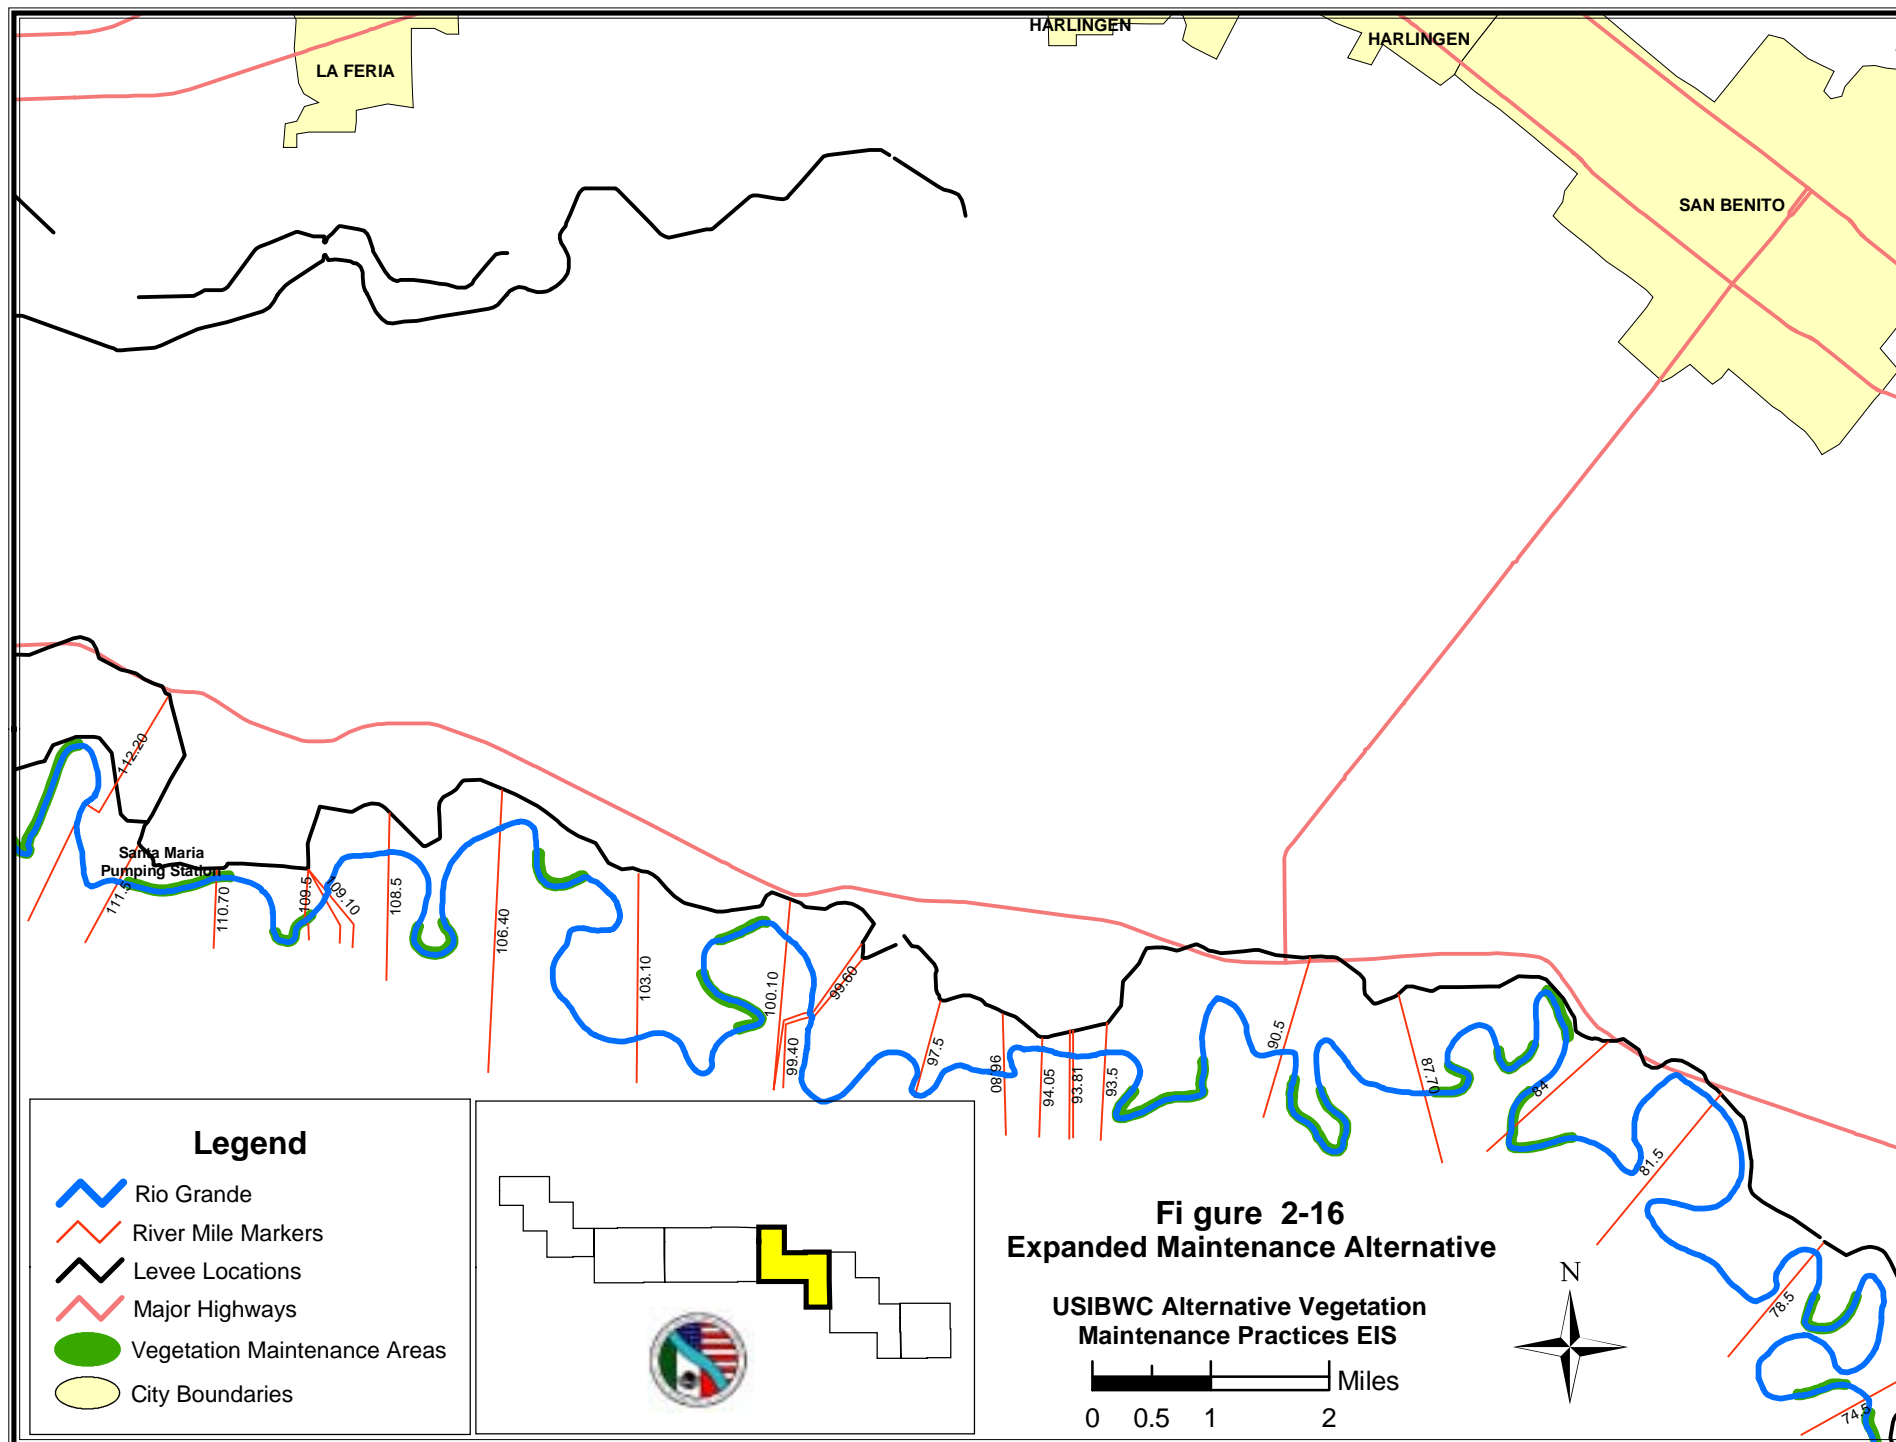 HARLINGEN
HARLINGEN
LA FERIA
SAN BENITO
112.20
Santa Maria
Pumping Station
111.5
110.70
109.5
109.10
108.5
106.40
103.10
100.10
99.60
99.40
97.5
96.80
94.05
93.81
93.5
90.5
87.70
84
81.5
78.5
74.5
Legend
Rio Grande
River Mile Markers
Levee Locations
Major Highways
Vegetation Maintenance Areas
City Boundaries
Fi gure 2-16
Expanded Maintenance Alternative
USIBWC Alternative Vegetation
Maintenance Practices EIS
Miles
0 0.5 1 2
N